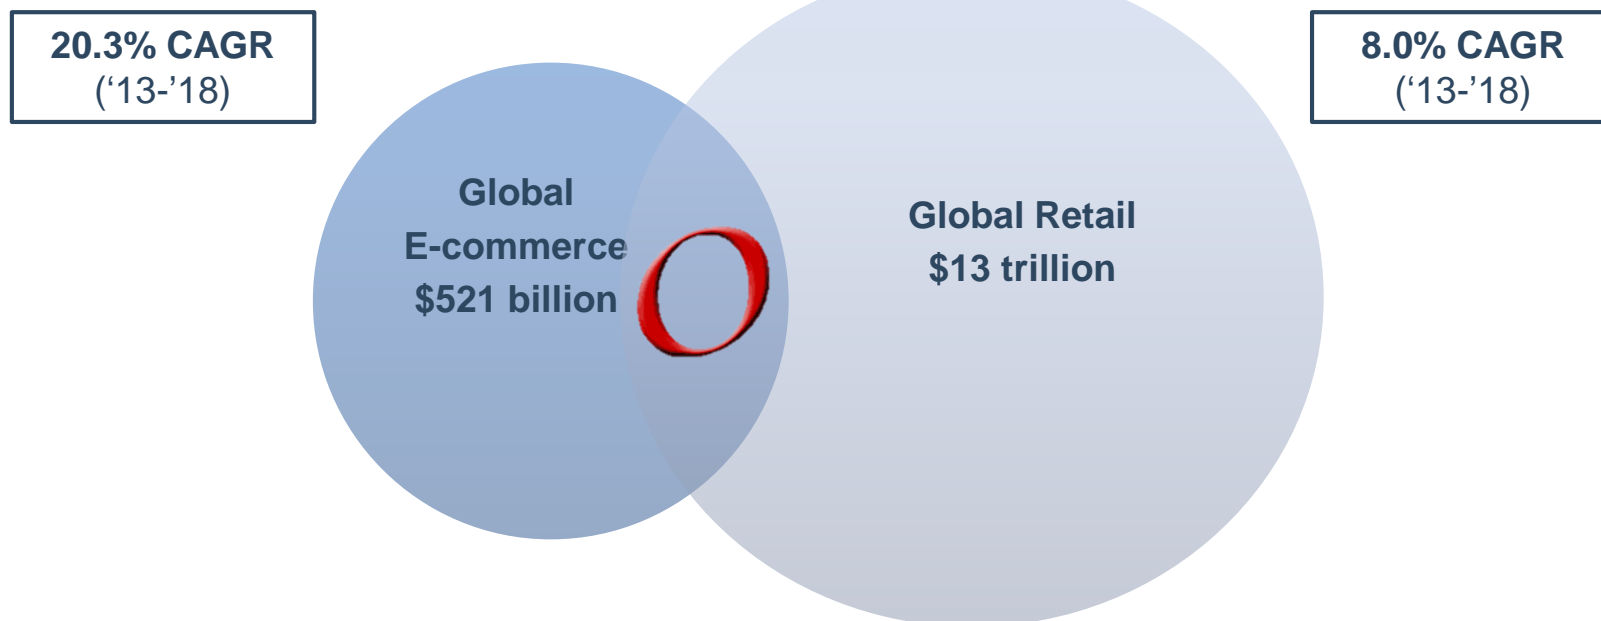 20.3% CAGR
(‘13-’18)
8.0% CAGR
(‘13-’18)
Global
E-commerce
$521 billion
Global Retail
$13 trillion